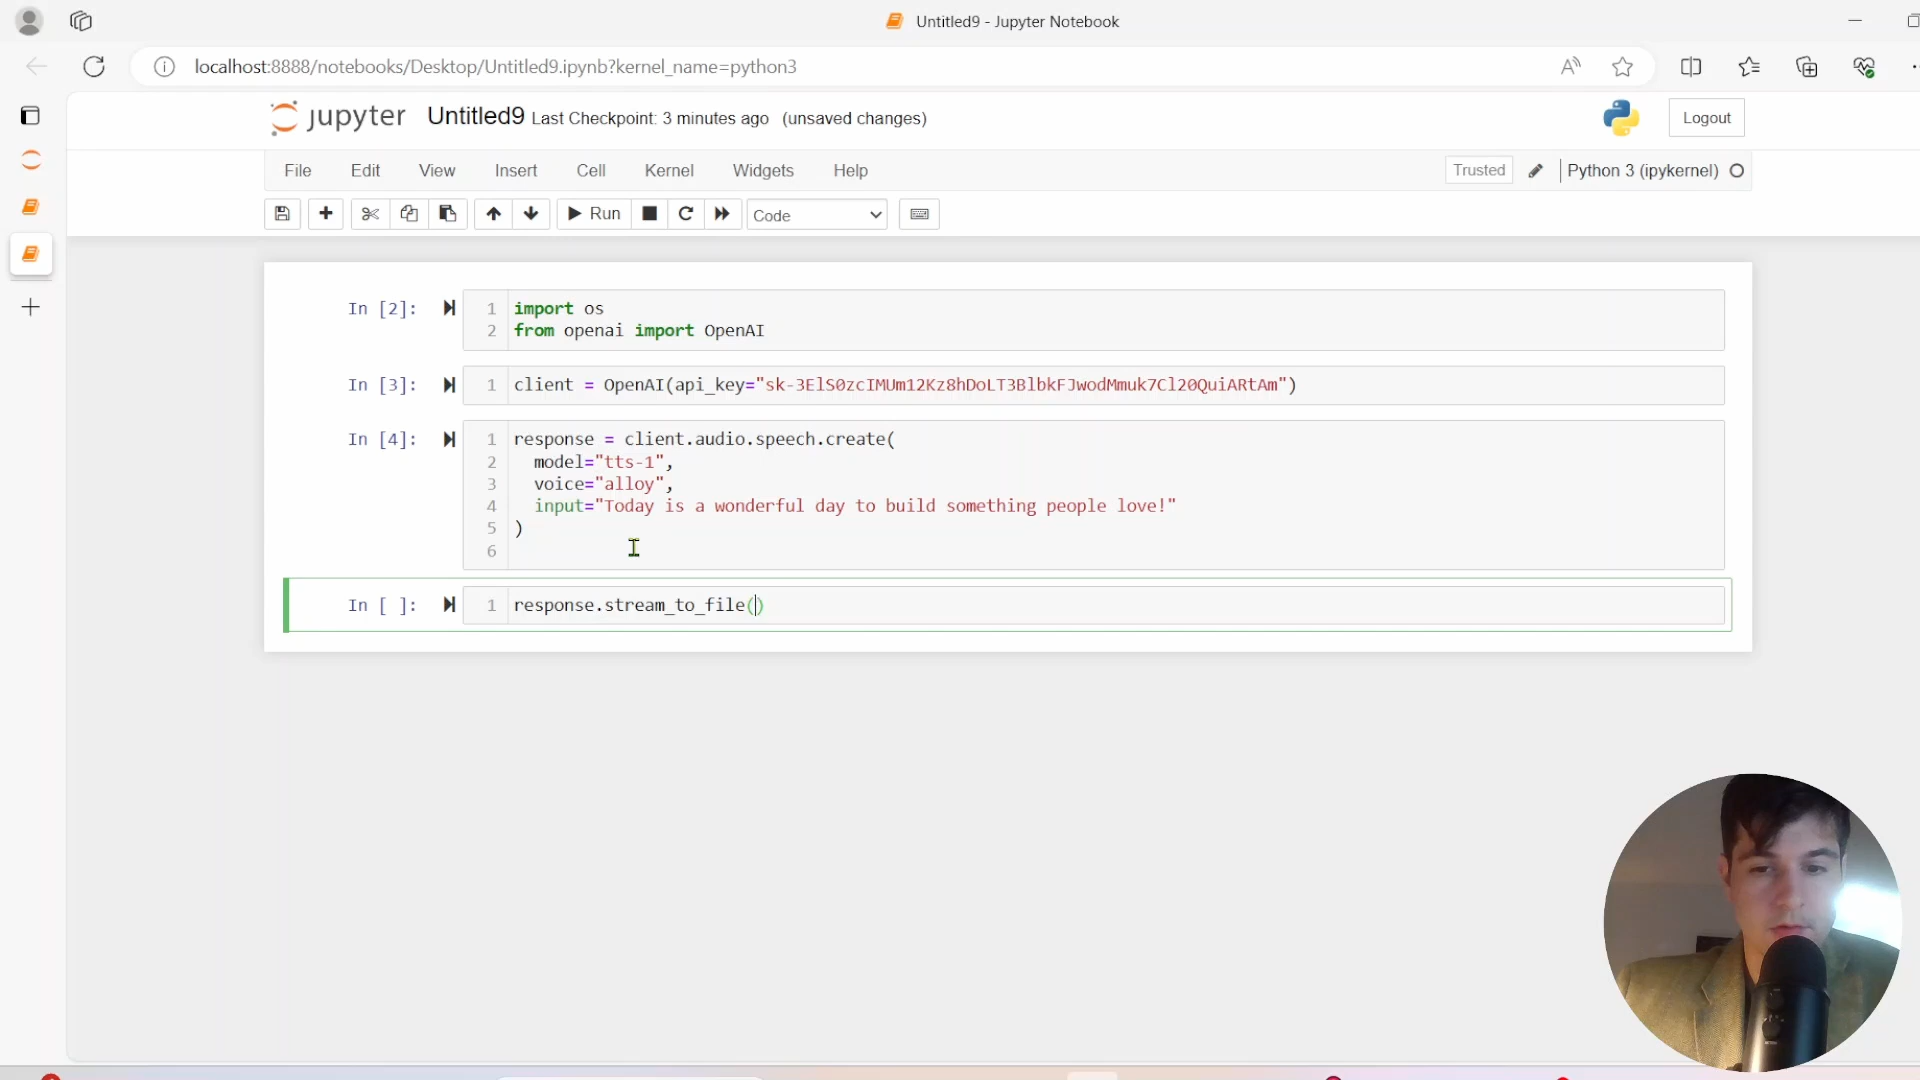 Untitled9 - Jupyter Notebook
localhost:8888/notebooks/Desktop/Untitled9.ipynb?kernel_name=python3
jupyter Untitled9 Last Checkpoint: 3 minutes ago (unsaved changes)
Logout
File Edit View Insert Cell Kernel Widgets Help
Trusted Python 3 (ipykernel)
Run Code
In [2]:
1 import os
2 from openai import OpenAI
In [3]:
1 client = OpenAI(api_key="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")
In [4]:
1 response = client.audio.speech.create(
2 model="tts-1",
3 voice="alloy",
4 input="Today is a wonderful day to build something people love!"
5 )
6
In [ ]:
1 response.stream_to_file()